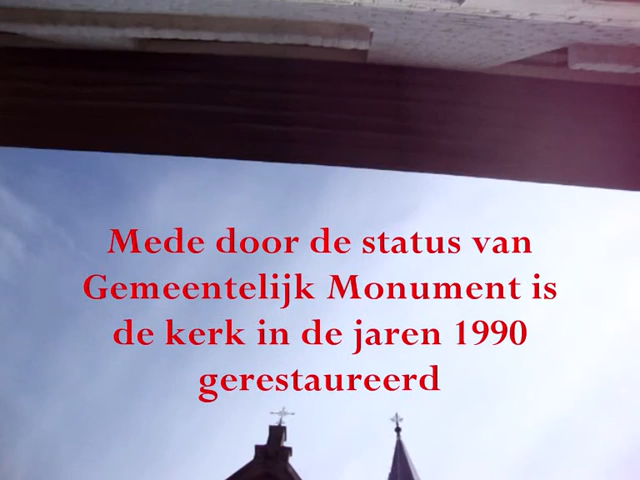 Mede door de status van
Gemeentelijk Monument is
de kerk in de jaren 1990
gerestaureerd